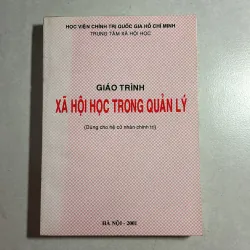 HỌC VIỆN CHÍNH TRỊ QUỐC GIA HỒ CHÍ MINH
TRUNG TÂM XÃ HỘI HỌC
GIÁO TRÌNH
XÃ HỘI HỌC TRONG QUẢN LÝ
(Dùng cho hệ cử nhân chính trị)
HÀ NỘI - 2001